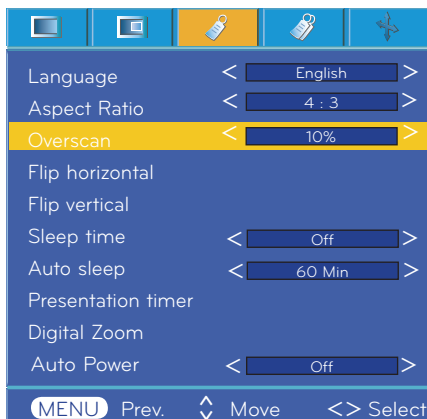 Language < English >
Aspect Ratio < 4 : 3 >
Overscan < 10% >
Flip horizontal
Flip vertical
Sleep time < Off >
Auto sleep < 60 Min >
Presentation timer
Digital Zoom
Auto Power < Off >
MENU Prev. Move <> Select